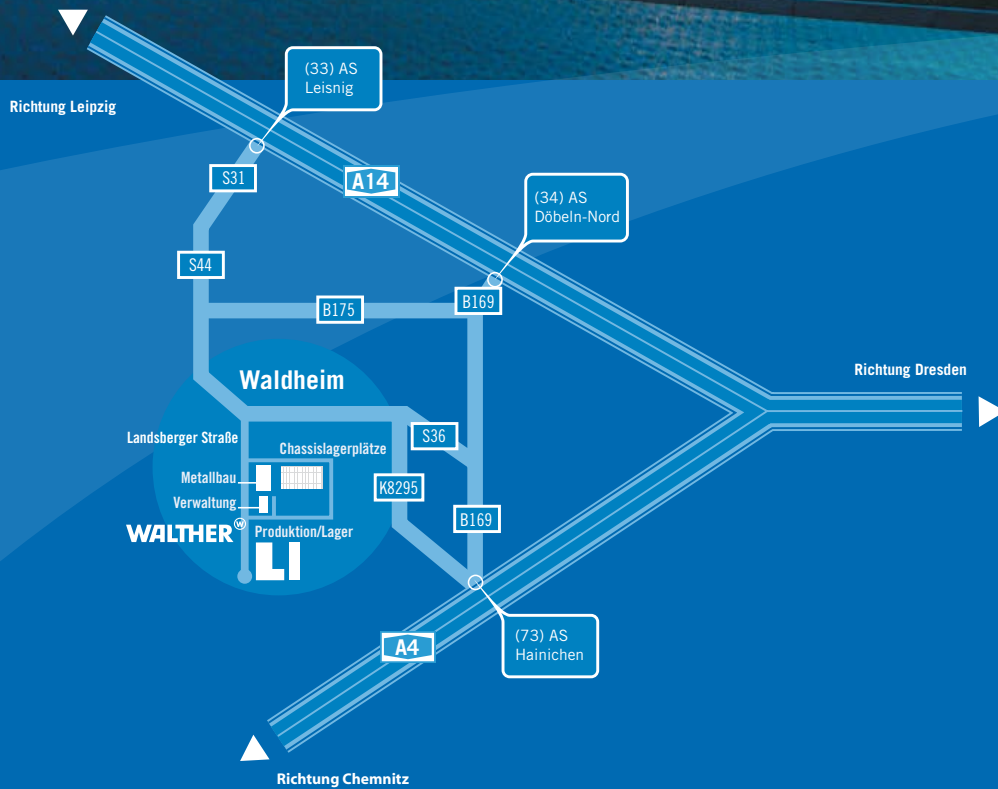 Richtung Leipzig
(33) AS
Leisnig
S31
A14
(34) AS
Döbeln-Nord
S44
B169
B175
Richtung Dresden
Waldheim
Landsberger Straße
S36
Chassislagerplätze
Metallbau
K8295
Verwaltung
B169
WALTHER W
Produktion/Lager
(73) AS
Hainichen
A4
Richtung Chemnitz